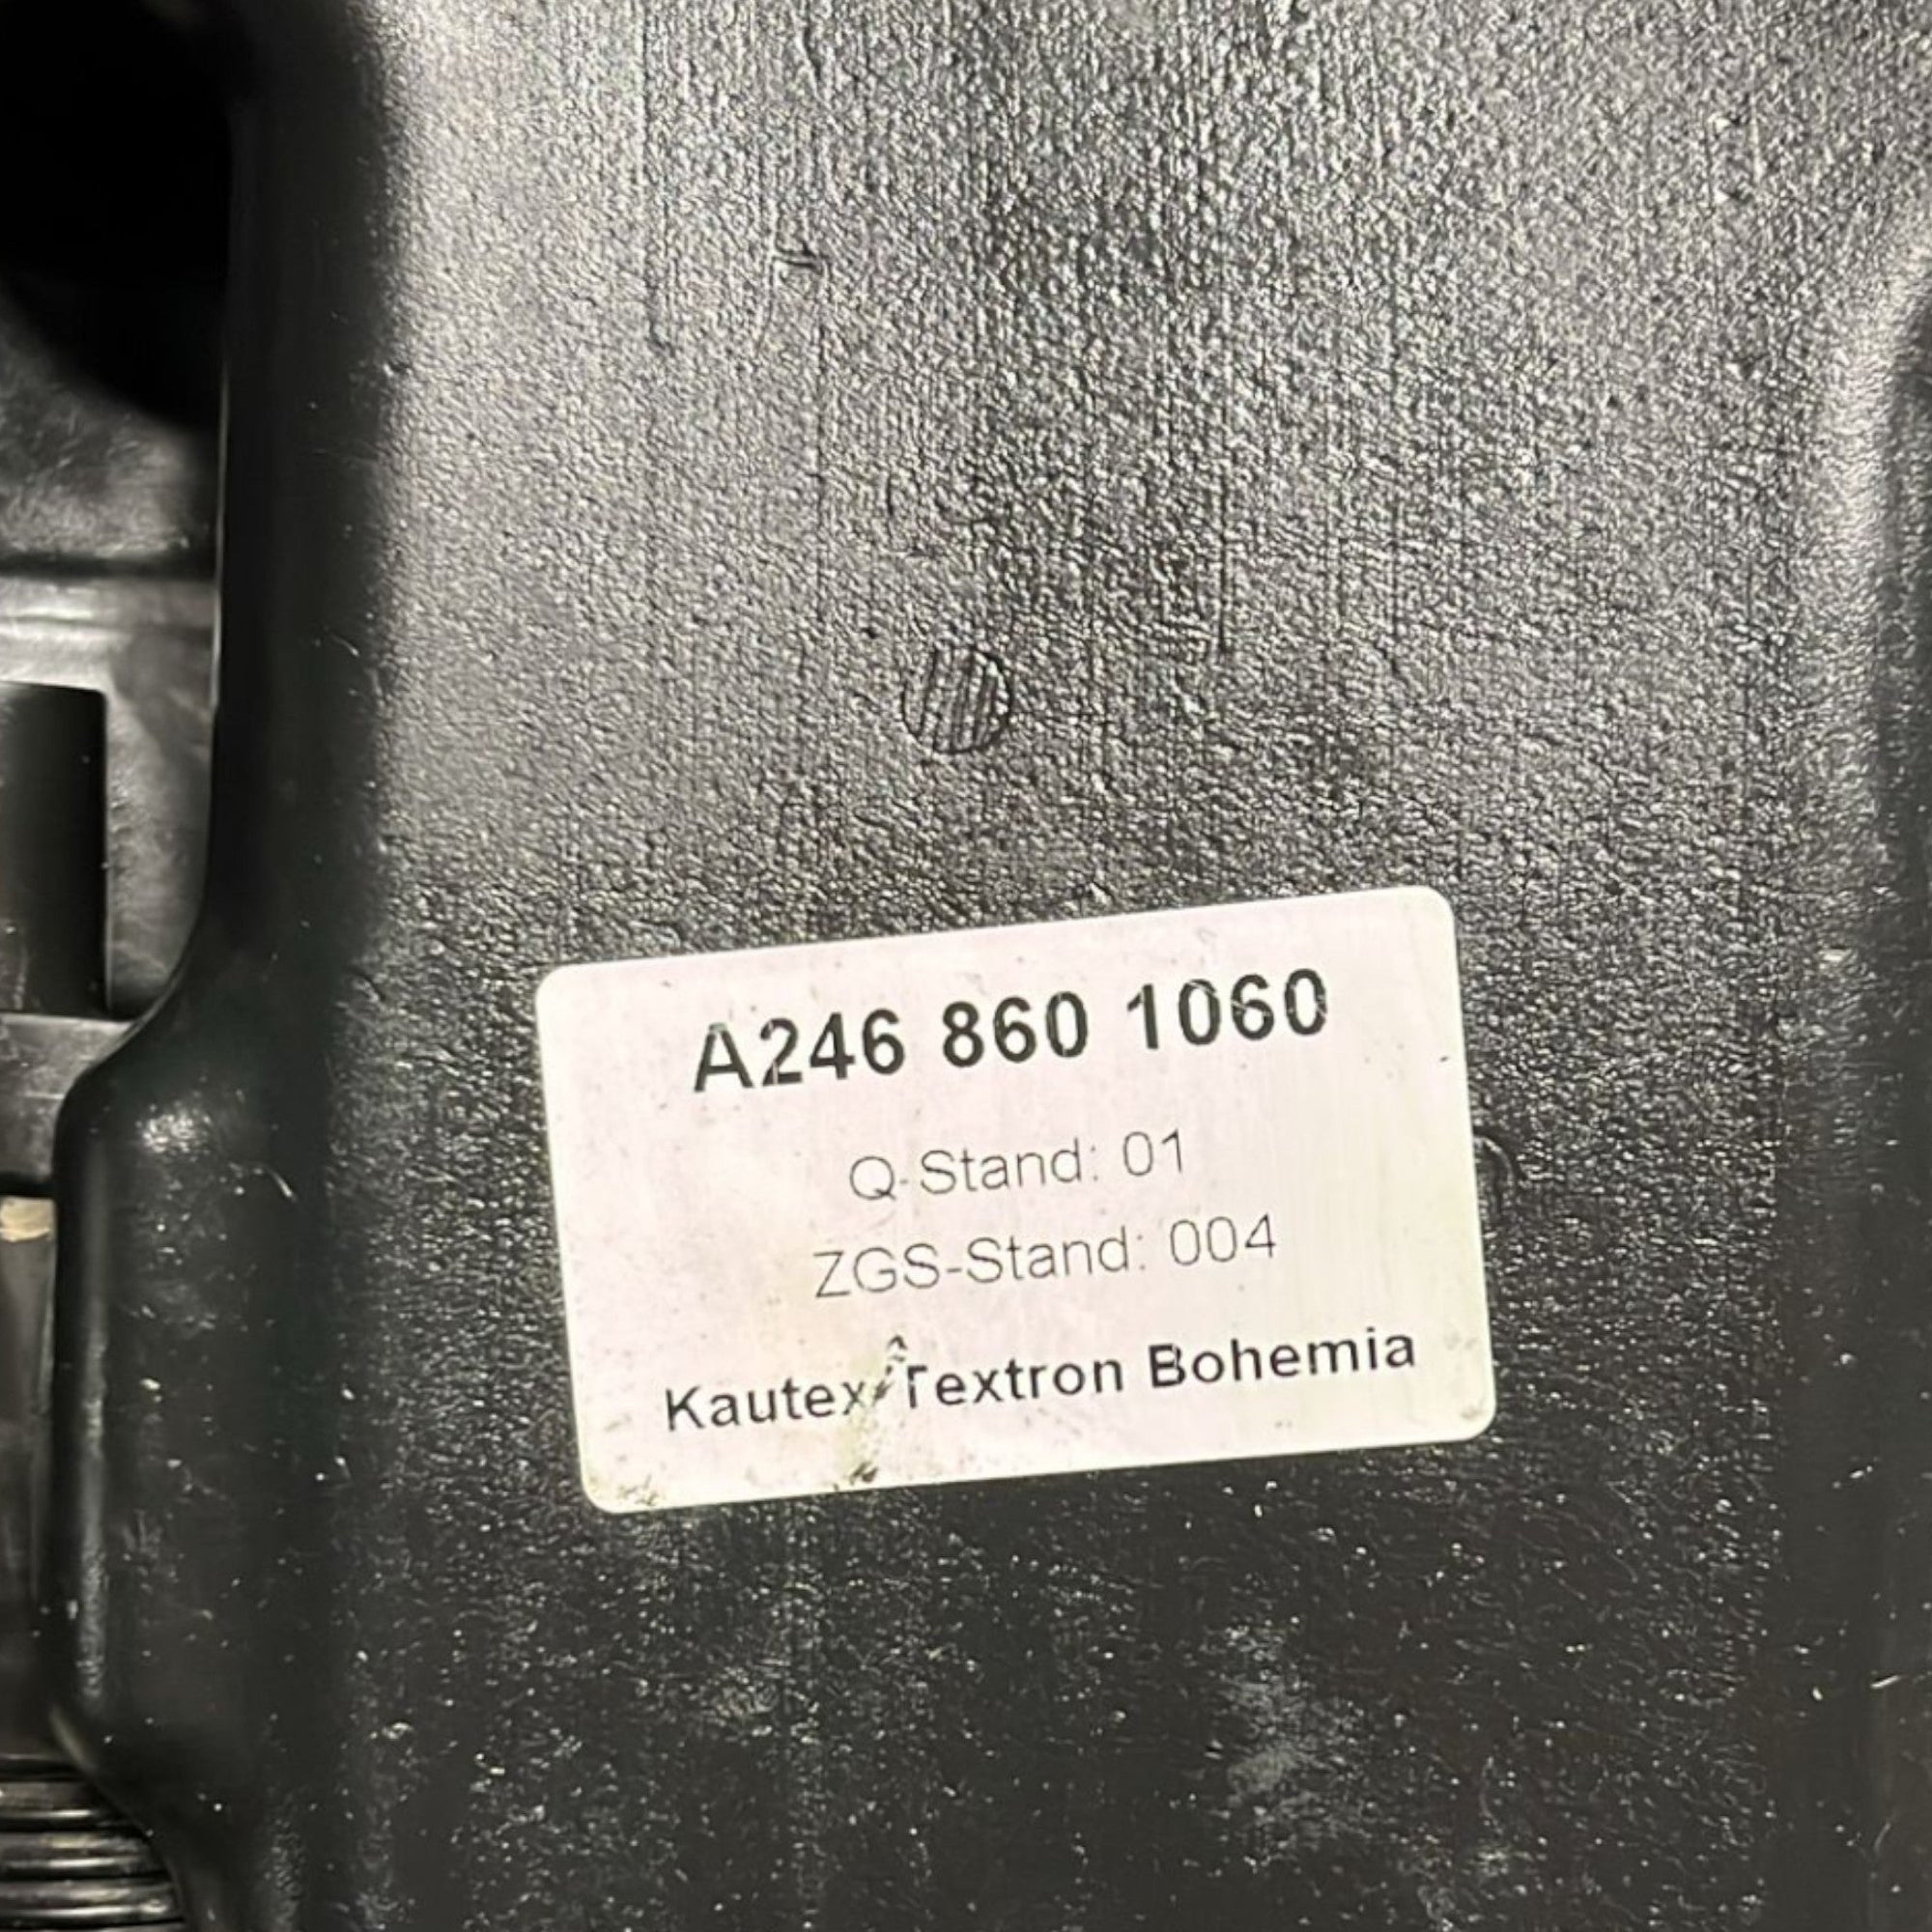 A246 860 1060
Q-Stand: 01
ZGS-Stand: 004
Kautex Textron Bohemia